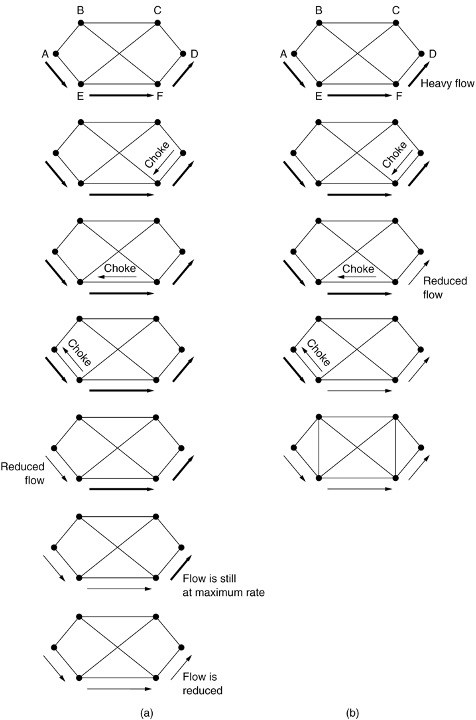 B C
A D
E F
B C
A D
E F
Heavy flow
Choke
Choke
Choke
Choke
Reduced
flow
Choke
Choke
Reduced
flow
Flow is still
at maximum rate
Flow is
reduced
(a)
(b)